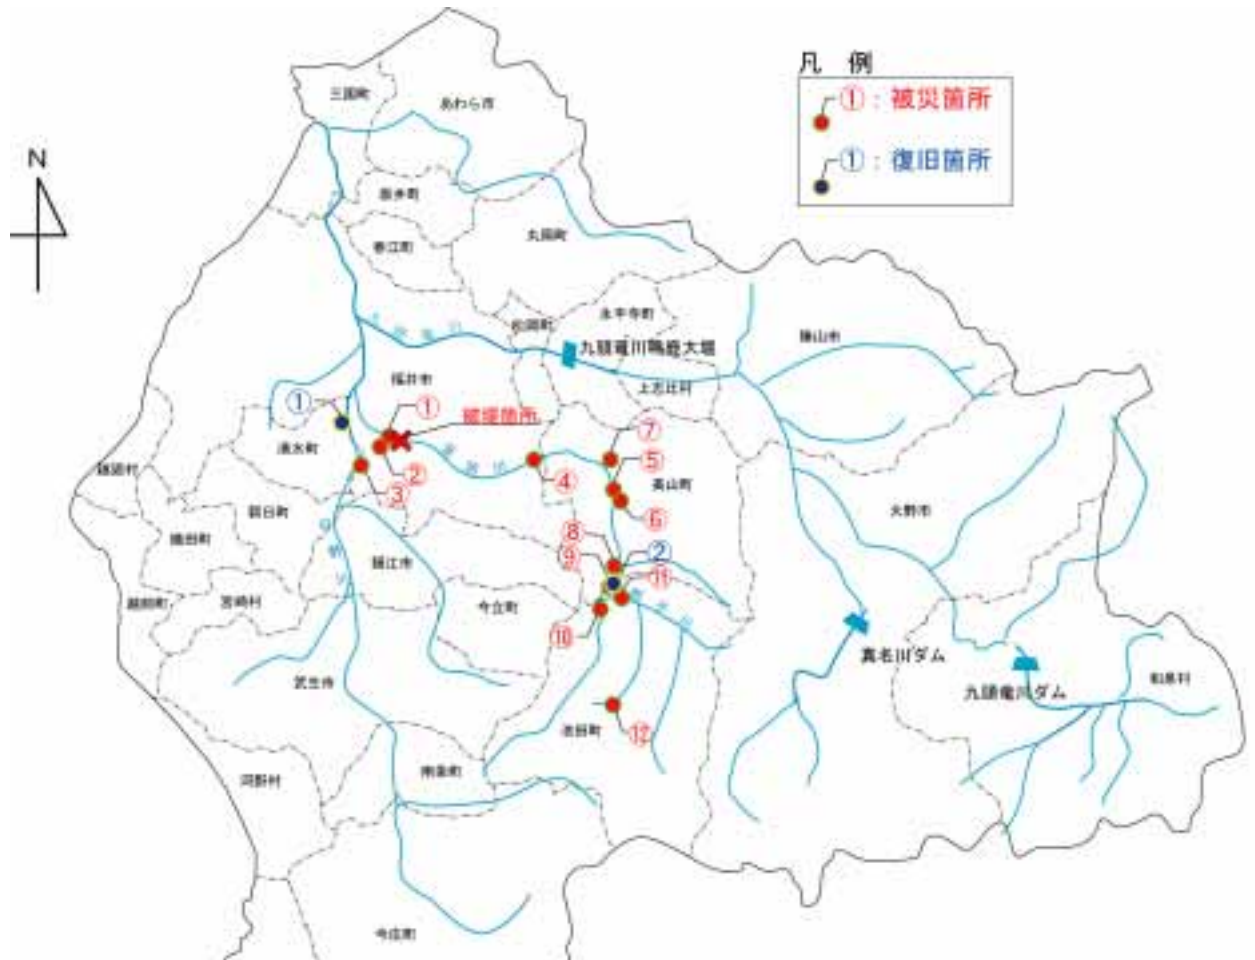 凡 例
①：被災箇所
①：復旧箇所
N
三国町
あわら市
坂井町
春江町
丸岡町
松岡町
永平寺町
九頭竜川鳴鹿大堰
勝山市
上志比村
福井市
①
①
破堤箇所
清水町
②
③
④
⑦
⑤
⑥
美山町
越廼村
朝日町
織田町
大野市
⑧
⑨
②
⑪
⑩
鯖江市
越前町
宮崎村
今立町
真名川ダム
九頭竜川ダム
和泉村
武生市
池田町
⑫
南条町
河野村
今庄町